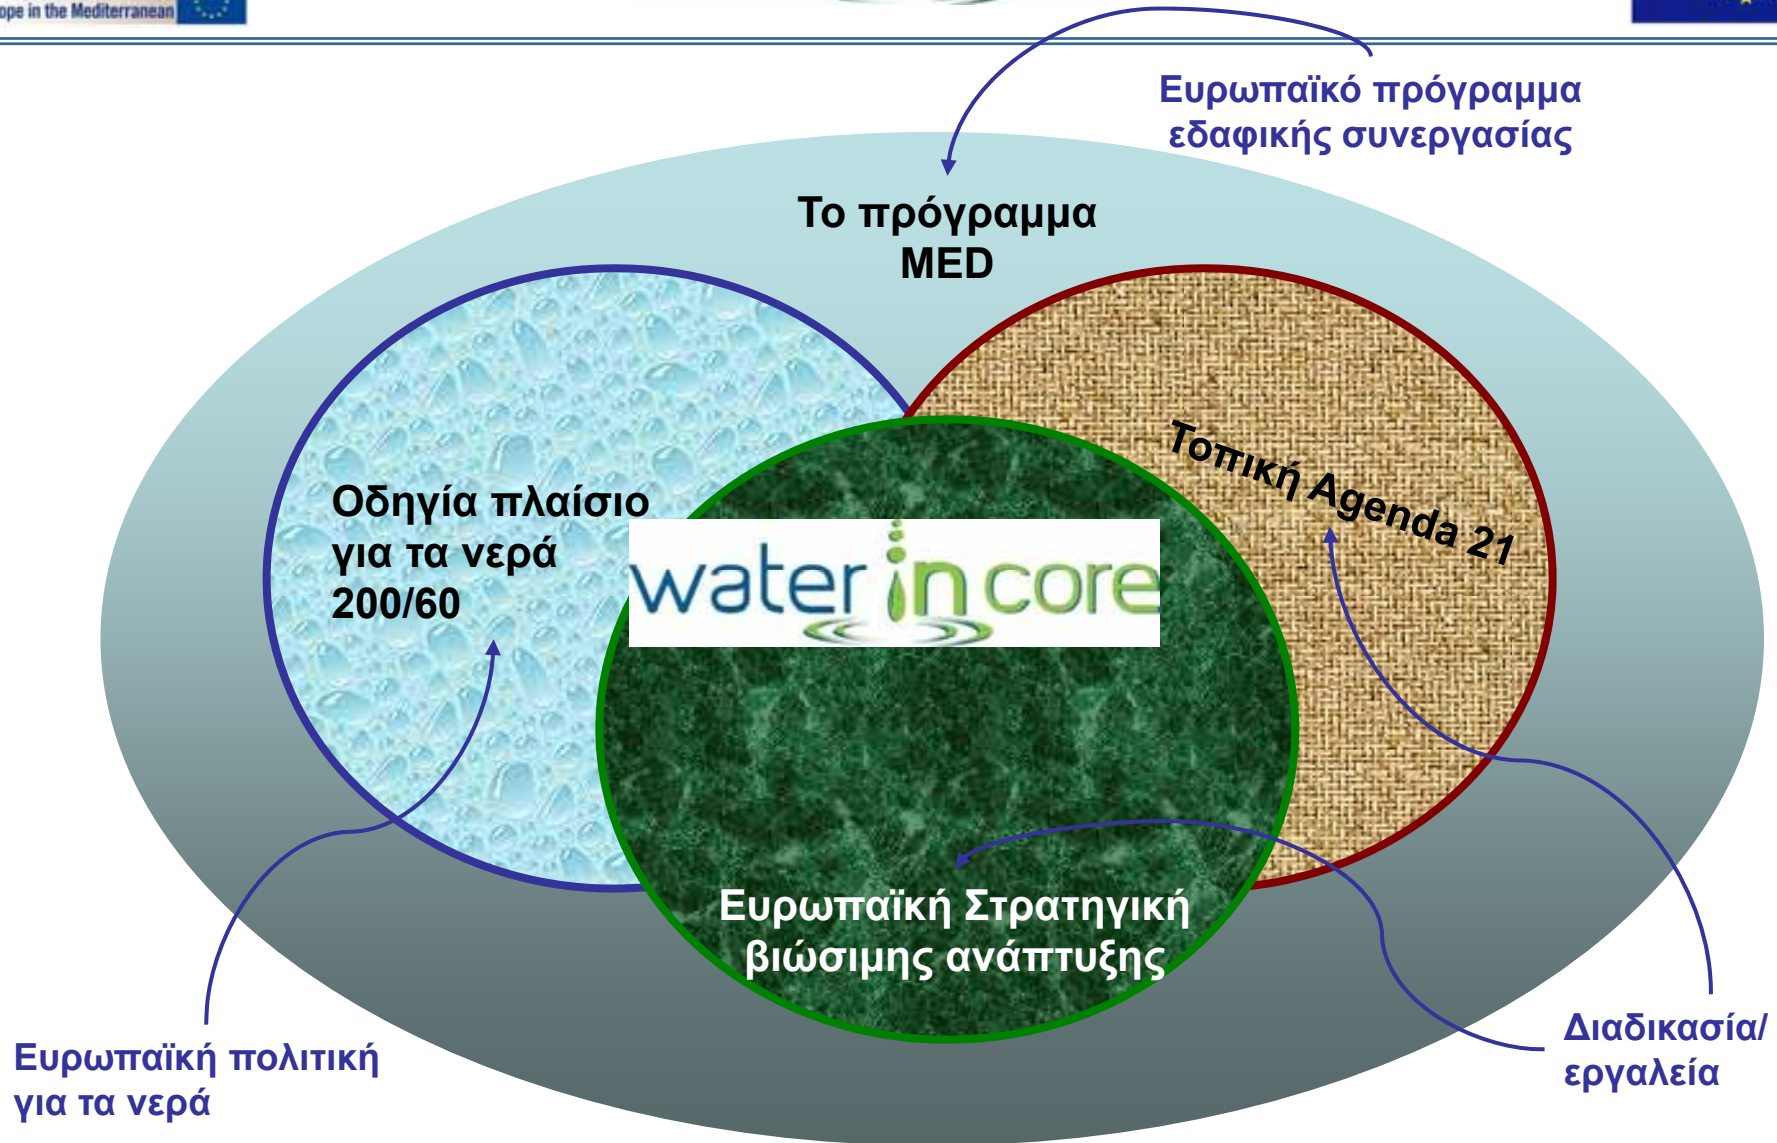 ope in the Mediterranean
Ευρωπαϊκό πρόγραμμα
εδαφικής συνεργασίας
Το πρόγραμμα
MED
Τοπική Agenda 21
Οδηγία πλαίσιο
για τα νερά
200/60
water in core
Ευρωπαϊκή Στρατηγική
βιώσιμης ανάπτυξης
Διαδικασία/
εργαλεία
Ευρωπαϊκή πολιτική
για τα νερά